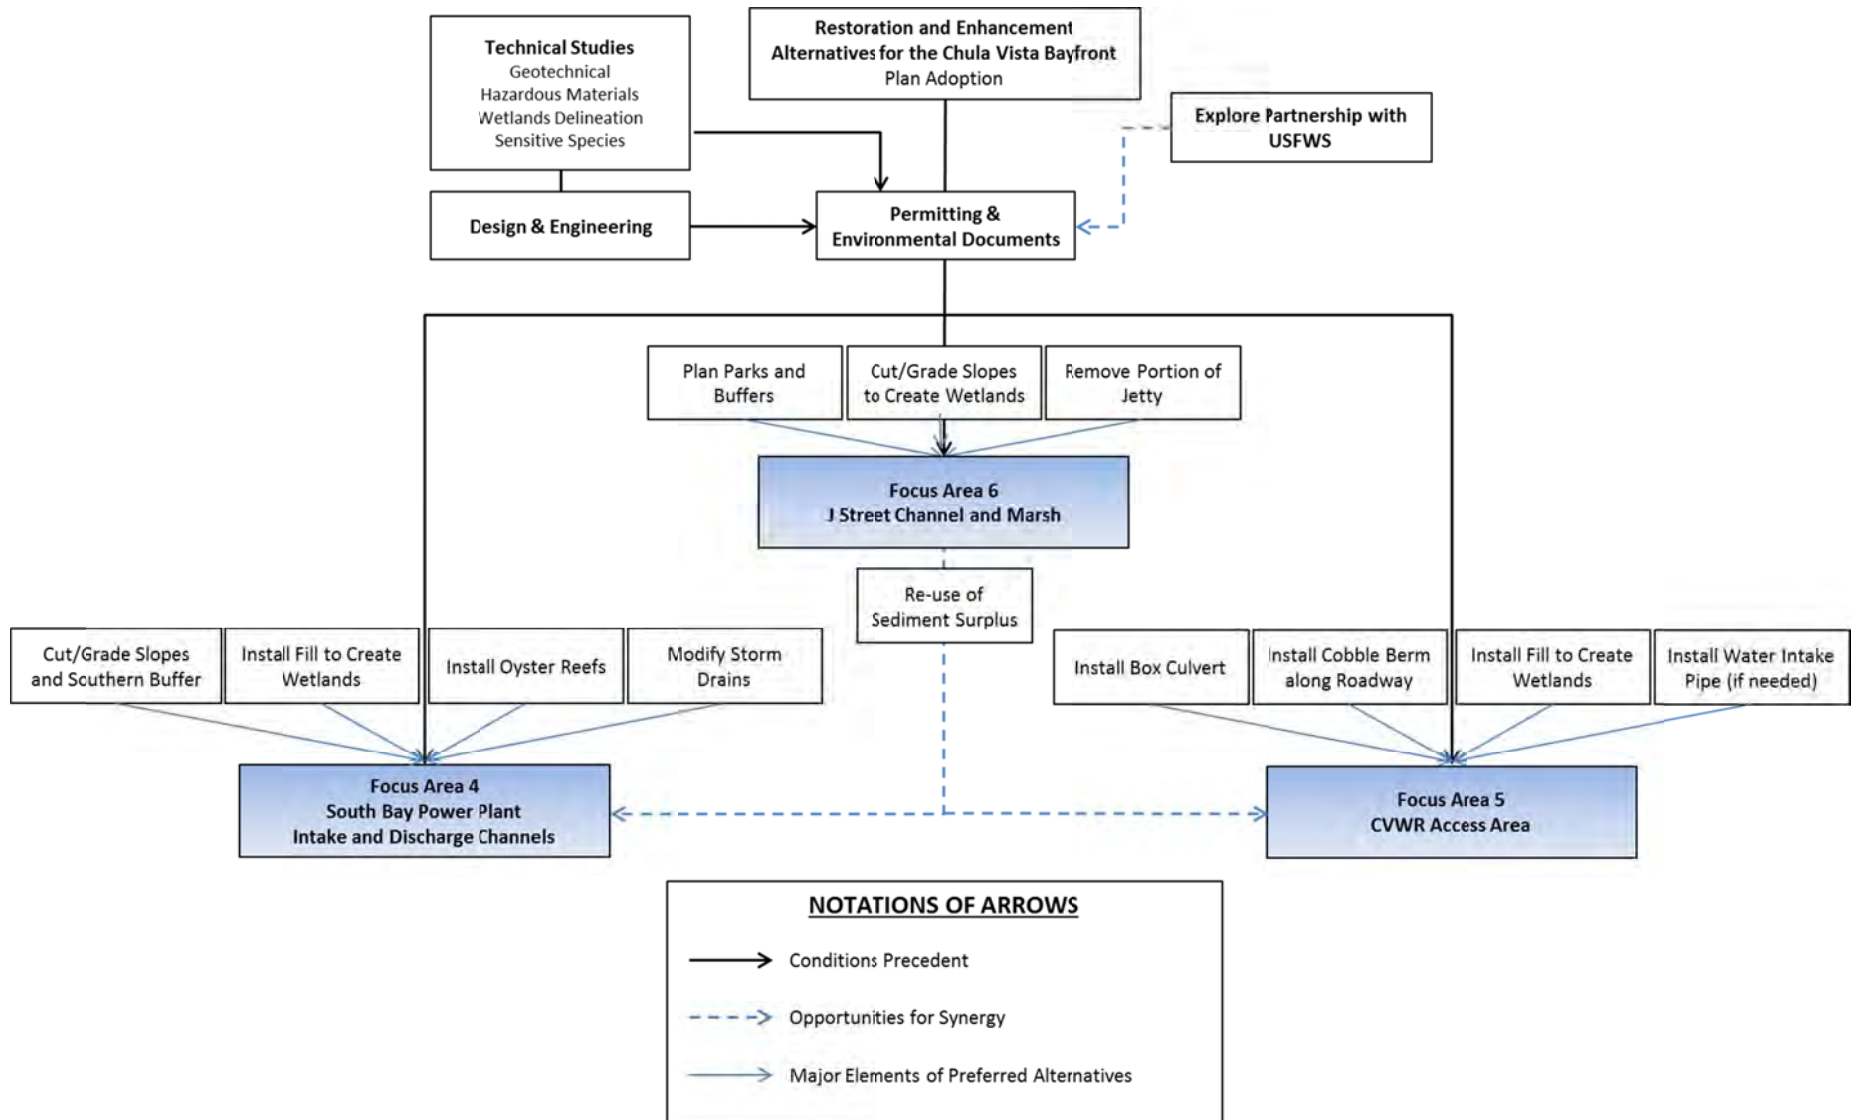 Technical Studies
Geotechnical
Hazardous Materials
Wetlands Delineation
Sensitive Species
Restoration and Enhancement
Alternatives for the Chula Vista Bayfront
Plan Adoption
Explore Partnership with
USFWS
Design & Engineering
Permitting &
Environmental Documents
Plan Parks and
Buffers
Cut/Grade Slopes
to Create Wetlands
Remove Portion of
Jetty
Focus Area 6
J Street Channel and Marsh
Re-use of
Sediment Surplus
Cut/Grade Slopes
and Southern Buffer
Install Fill to Create
Wetlands
Install Oyster Reefs
Modify Storm
Drains
Install Box Culvert
Install Cobble Berm
along Roadway
Install Fill to Create
Wetlands
Install Water Intake
Pipe (if needed)
Focus Area 4
South Bay Power Plant
Intake and Discharge Channels
Focus Area 5
CVWR Access Area
NOTATIONS OF ARROWS
Conditions Precedent
Opportunities for Synergy
Major Elements of Preferred Alternatives